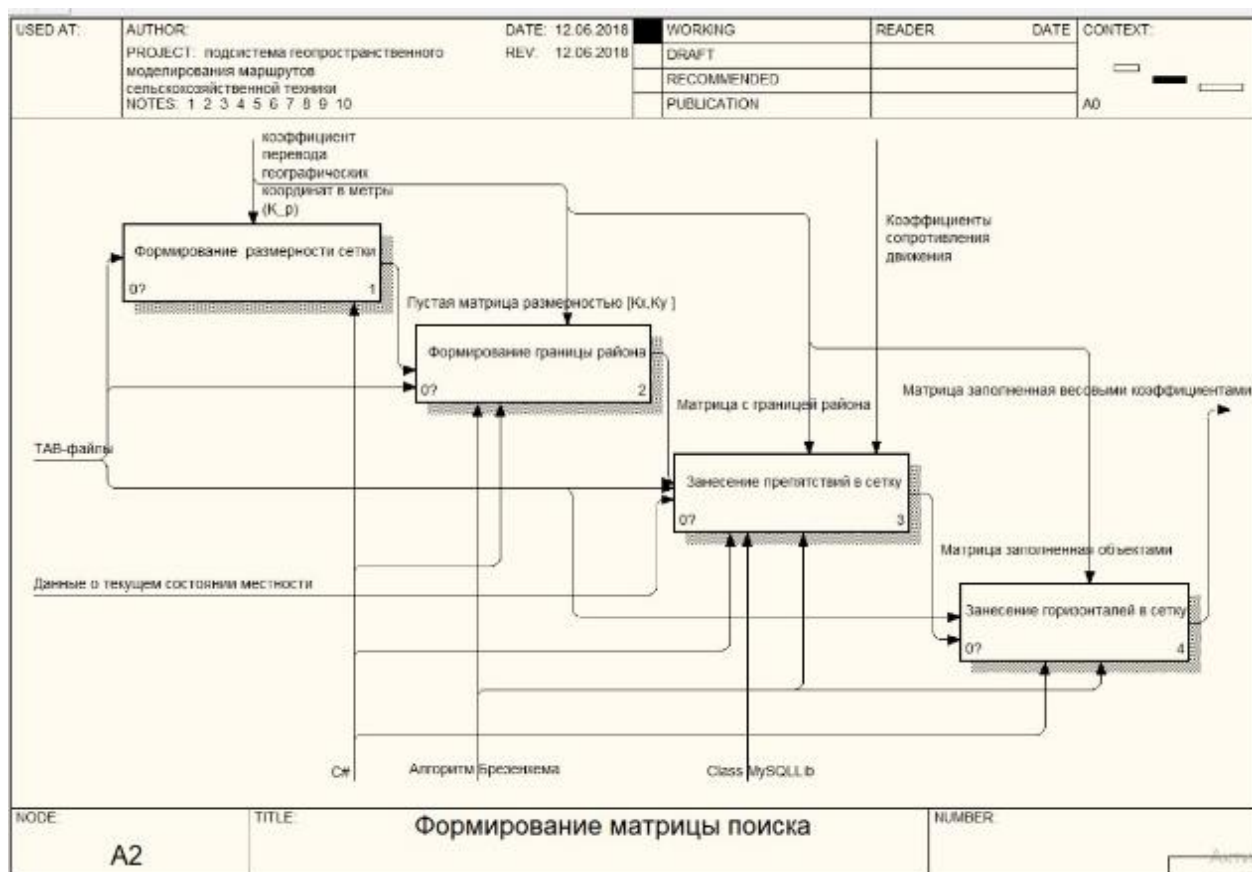 USED AT:
AUTHOR:
DATE: 12.06.2018
PROJECT: подсистема геопространственного
моделирования маршрутов
сельскохозяйственной техники
REV: 12.06.2018
NOTES: 1 2 3 4 5 6 7 8 9 10
WORKING
DRAFT
RECOMMENDED
PUBLICATION
READER
DATE
CONTEXT:
A0
коэффициент
перевода
географических
координат в метры
(К_р)
Коэффициенты
сопротивления
движения
Формирование размерности сетки
0?
1
Пустая матрица размерностью [Кх,Ку ]
Формирование границы района
0?
2
Матрица с границей района
Матрица заполненная весовыми коэффициентами
TAB-файлы
Занесение препятствий в сетку
0?
3
Матрица заполненная объектами
Данные о текущем состоянии местности
Занесение горизонталей в сетку
0?
4
C#
Алгоритм Брезенхема
Class MySQLLib
NODE:
A2
TITLE:
Формирование матрицы поиска
NUMBER: